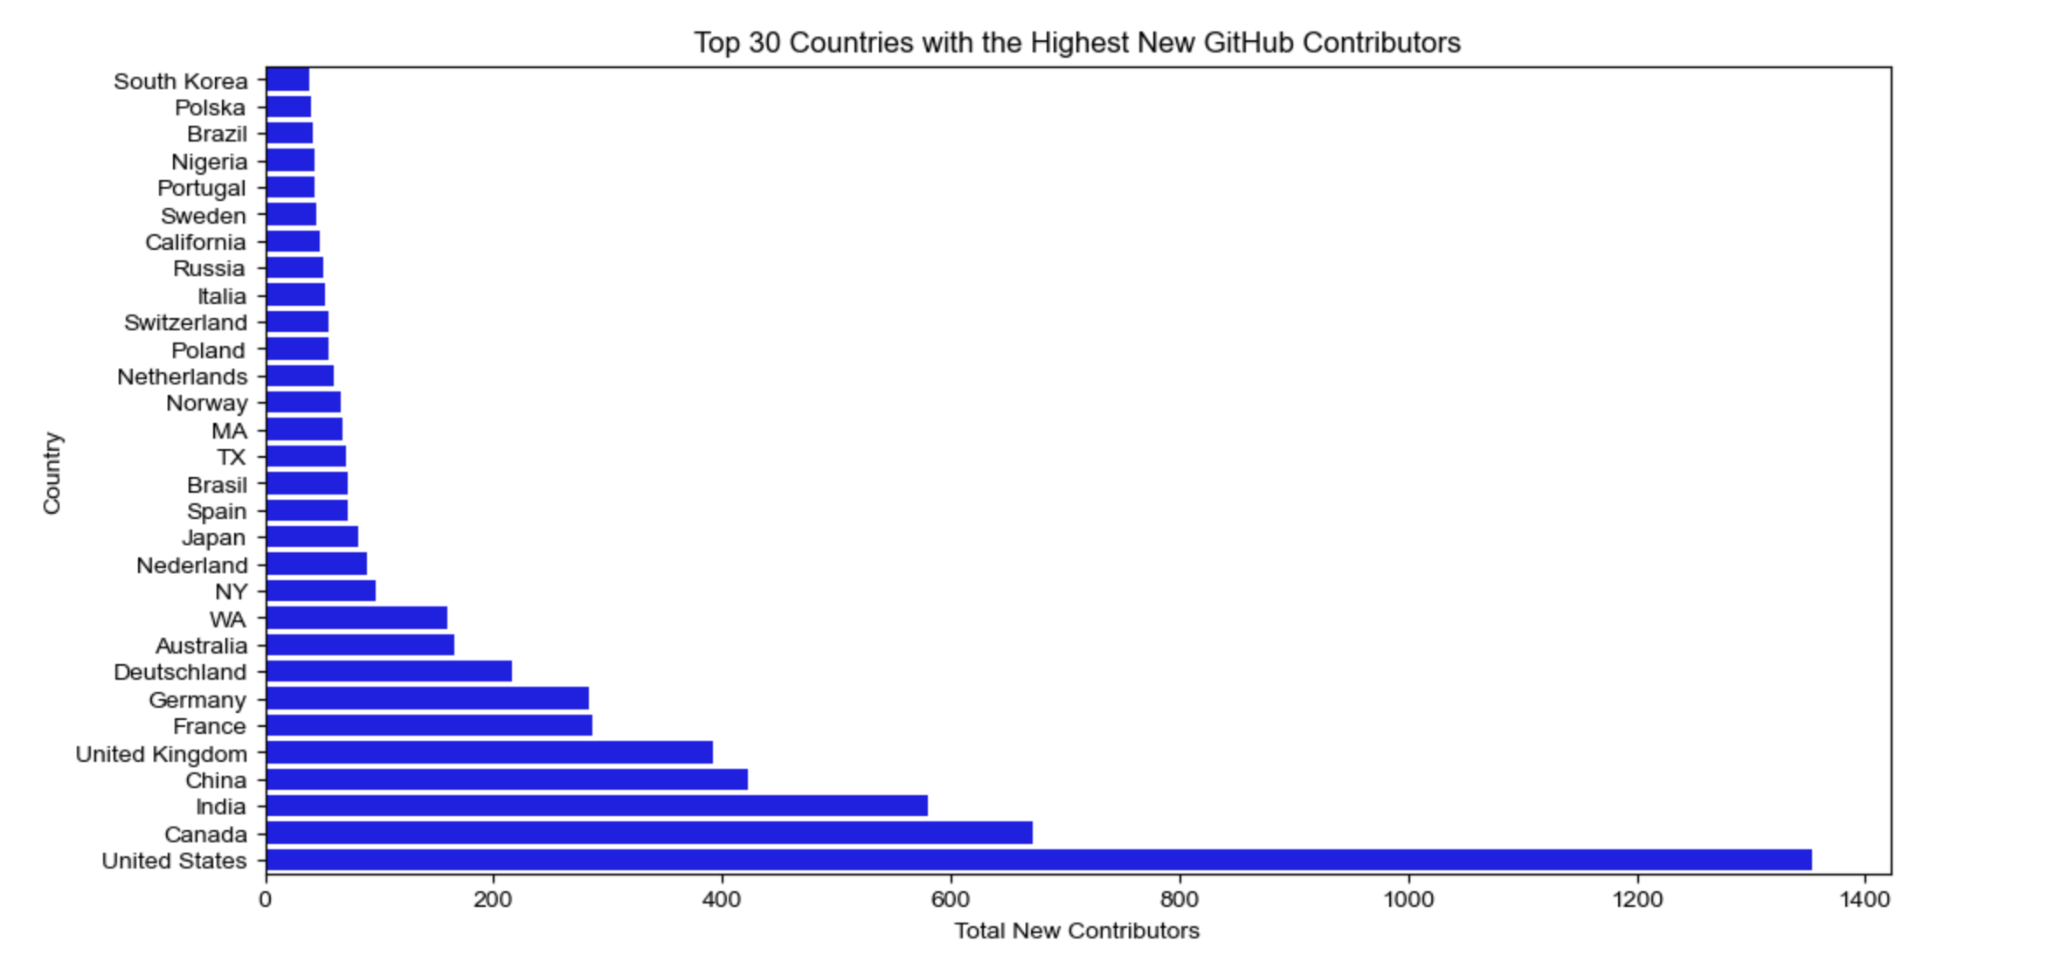 Top 30 Countries with the Highest New GitHub Contributors
South Korea
Polska
Brazil
Nigeria
Portugal
Sweden
California
Russia
Italia
Switzerland
Poland
Netherlands
Norway
MA
TX
Brasil
Spain
Japan
Nederland
NY
WA
Australia
Deutschland
Germany
France
United Kingdom
China
India
Canada
United States
Country
0 200 400 600 800 1000 1200 1400
Total New Contributors